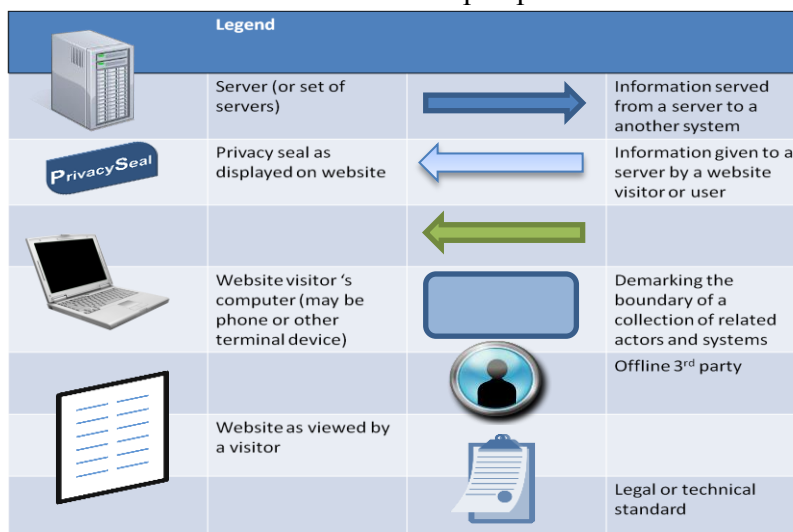 Legend
Server (or set of
servers)
Information served
from a server to a
another system
PrivacySeal
Privacy seal as
displayed on website
Information given to a
server by a website
visitor or user
Website visitor 's
computer (may be
phone or other
terminal device)
Demarking the
boundary of a
collection of related
actors and systems
Offline 3rd party
Website as viewed by
a visitor
Legal or technical
standard